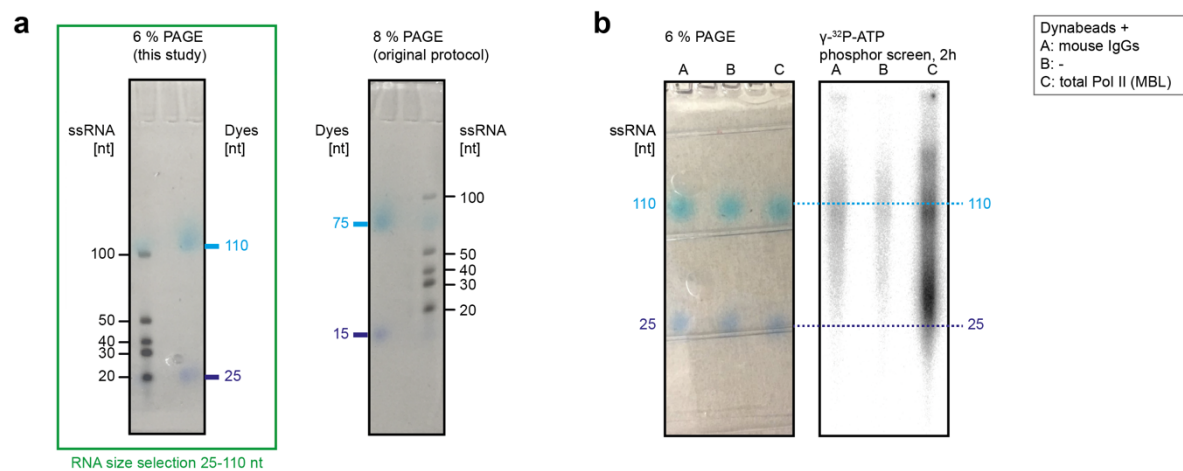 a
6 % PAGE
(this study)
8 % PAGE
(original protocol)
ssRNA
[nt]
Dyes
[nt]
100
50
40
30
20
110
25
RNA size selection 25-110 nt
Dyes
[nt]
ssRNA
[nt]
75
15
100
50
40
30
20
b
6 % PAGE
γ-³²P-ATP
phosphor screen, 2h
A B C
A B C
ssRNA
[nt]
110
25
110
25
Dynabeads +
A: mouse IgGs
B: -
C: total Pol II (MBL)